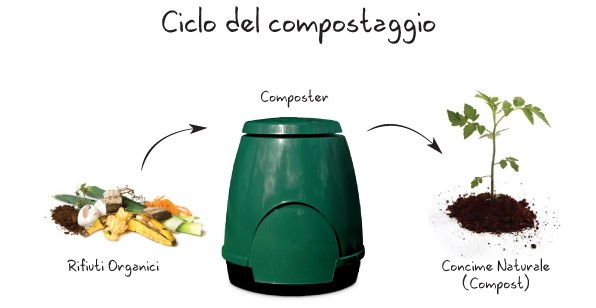 Ciclo del compostaggio
Composter
Rifiuti Organici
Concime Naturale
(Compost)